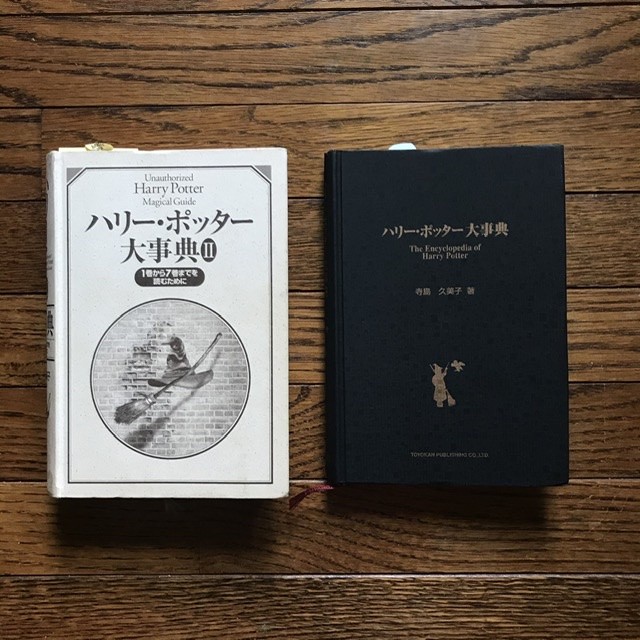 Unauthorized
Harry Potter
Magical Guide
ハリー・ポッター
大事典II
1巻から7巻までを
読むために
ハリー・ポッター大事典
The Encyclopedia of
Harry Potter
寺島 久美子 著
TOYOKAN PUBLISHING CO.,LTD.